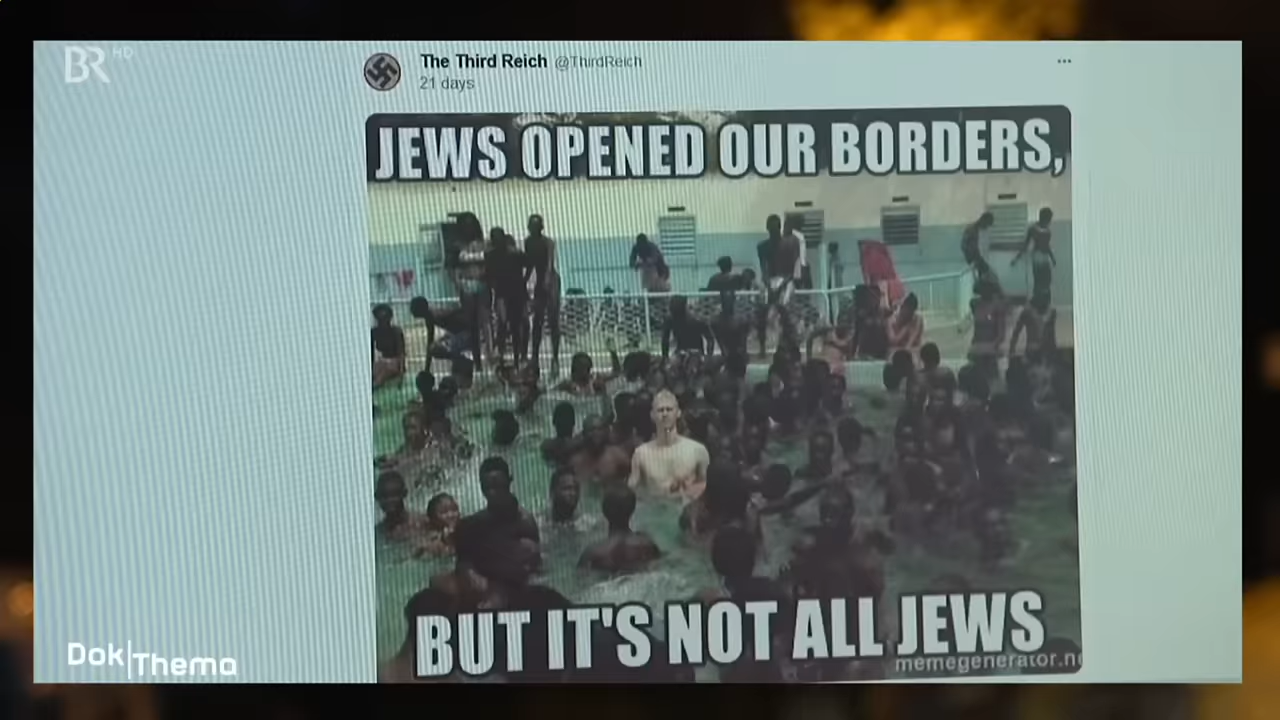 BR HD
The Third Reich @ThirdReich
21 days
JEWS OPENED OUR BORDERS,
BUT IT'S NOT ALL JEWS
memegenerator.ne
Dok Thema